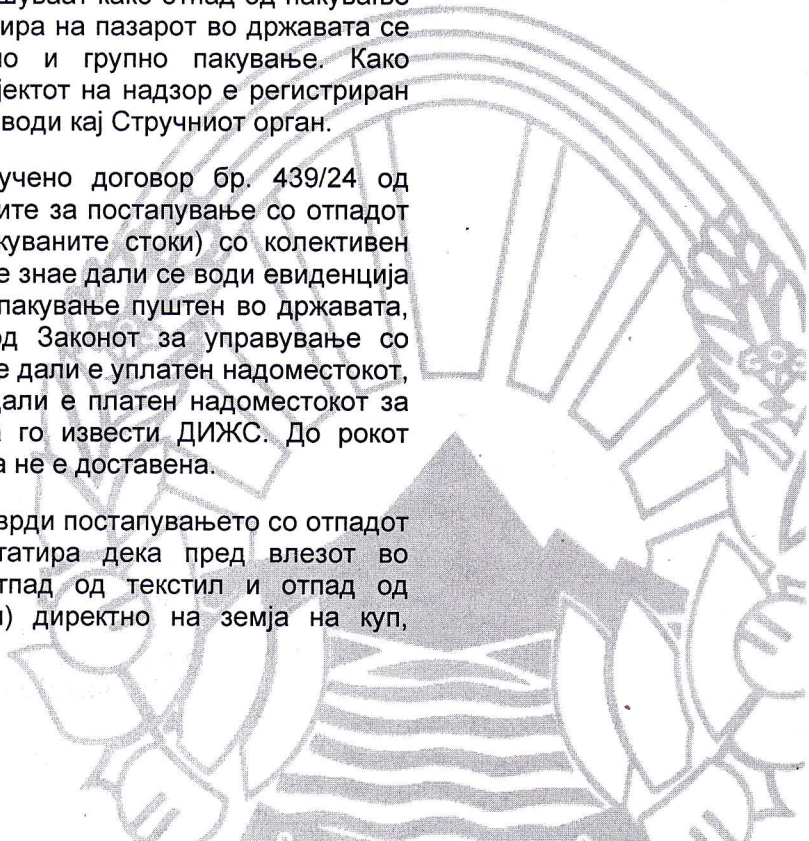 шуваат како отпад од пакување
ира на пазарот во државата се
но и групно пакување. Како
јектот на надзор е регистриран
води кај Стручниот орган.
учено договор бр. 439/24 од
ите за постапување со отпадот
куваните стоки) со колективен
е знае дали се води евиденција
пакување пуштен во државата,
од Законот за управување со
е дали е уплатен надоместокот,
дали е платен надоместокот за
го извести ДИЖС. До рокот
а не е доставена.
врди постапувањето со отпадот
татира дека пред влезот во
тпад од текстил и отпад од
) директно на земја на куп,